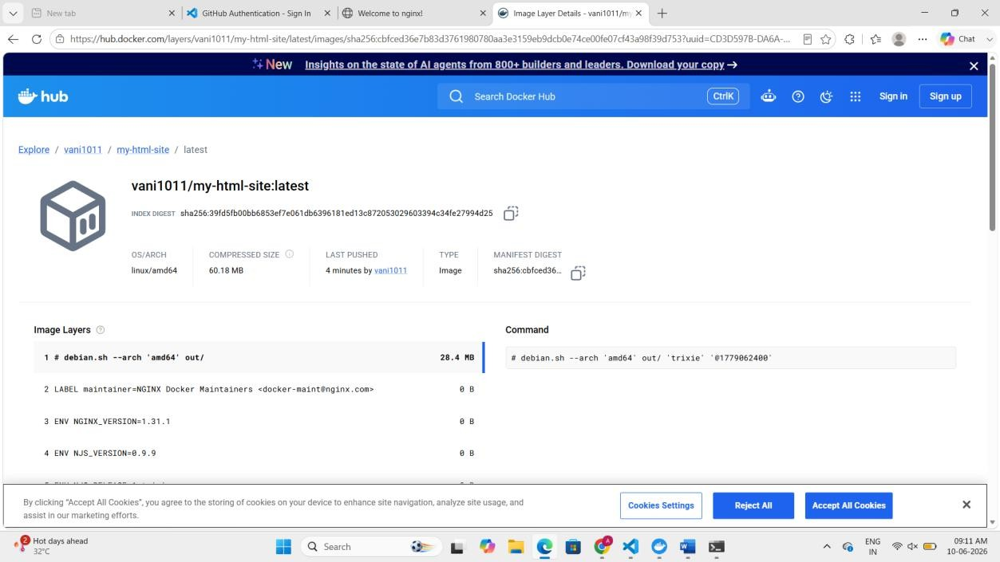 New tab
GitHub Authentication - Sign In
Welcome to nginx!
Image Layer Details - vani1011/my
https://hub.docker.com/layers/vani1011/my-html-site/latest/images/sha256:cbfced36e7b83d3761980780aa3e3159eb9dcb0e74ce00fe07cf43a98f39d753?uuid=CD3D597B-DA6A-...
Chat
New Insights on the state of AI agents from 800+ builders and leaders. Download your copy →
hub
Search Docker Hub
CtrlK
Sign in
Sign up
Explore / vani1011 / my-html-site / latest
vani1011/my-html-site:latest
INDEX DIGEST sha256:39fd5fb00bb6853ef7e061db6396181ed13c872053029603394c34fe27994d25
OS/ARCH COMPRESSED SIZE LAST PUSHED TYPE MANIFEST DIGEST
linux/amd64 60.18 MB 4 minutes by vani1011 Image sha256:cbfced36...
Image Layers
Command
1 # debian.sh --arch 'amd64' out/ 28.4 MB
# debian.sh --arch 'amd64' out/ 'trixie' '@1779062400'
2 LABEL maintainer=NGINX Docker Maintainers <docker-maint@nginx.com> 0 B
3 ENV NGINX_VERSION=1.31.1 0 B
4 ENV NJS_VERSION=0.9.9 0 B
By clicking “Accept All Cookies”, you agree to the storing of cookies on your device to enhance site navigation, analyze site usage, and
assist in our marketing efforts.
Cookies Settings
Reject All
Accept All Cookies
2
Hot days ahead
32°C
Search
ENG
IN
09:11 AM
10-06-2026